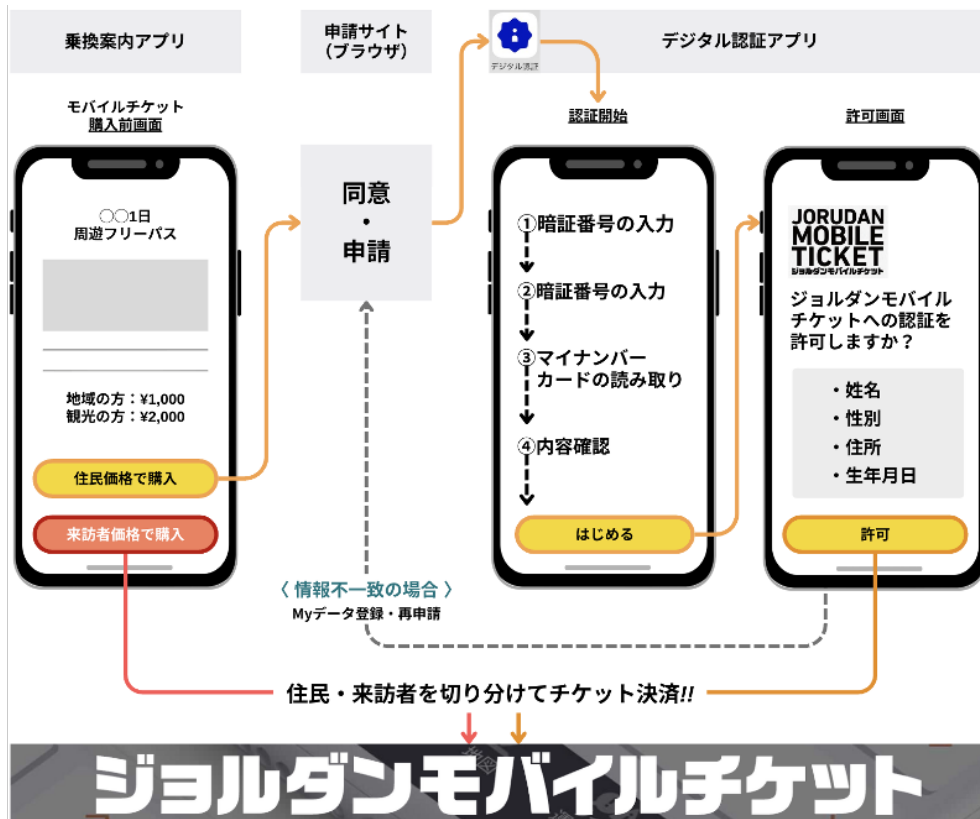 乗換案内アプリ
申請サイト
（ブラウザ）
デジタル認証
デジタル認証アプリ
モバイルチケット
購入前画面
〇〇1日
周遊フリーパス
地域の方：¥1,000
観光の方：¥2,000
住民価格で購入
来訪者価格で購入
同意
・
申請
認証開始
①暗証番号の入力
②暗証番号の入力
③マイナンバー
カードの読み取り
④内容確認
はじめる
許可画面
JORUDAN
MOBILE
TICKET
ジョルダンモバイルチケット
ジョルダンモバイル
チケットへの認証を
許可しますか？
・姓名
・性別
・住所
・生年月日
許可
〈 情報不一致の場合 〉
Myデータ登録・再申請
住民・来訪者を切り分けてチケット決済!!
地図
ジョルダンモバイルチケット